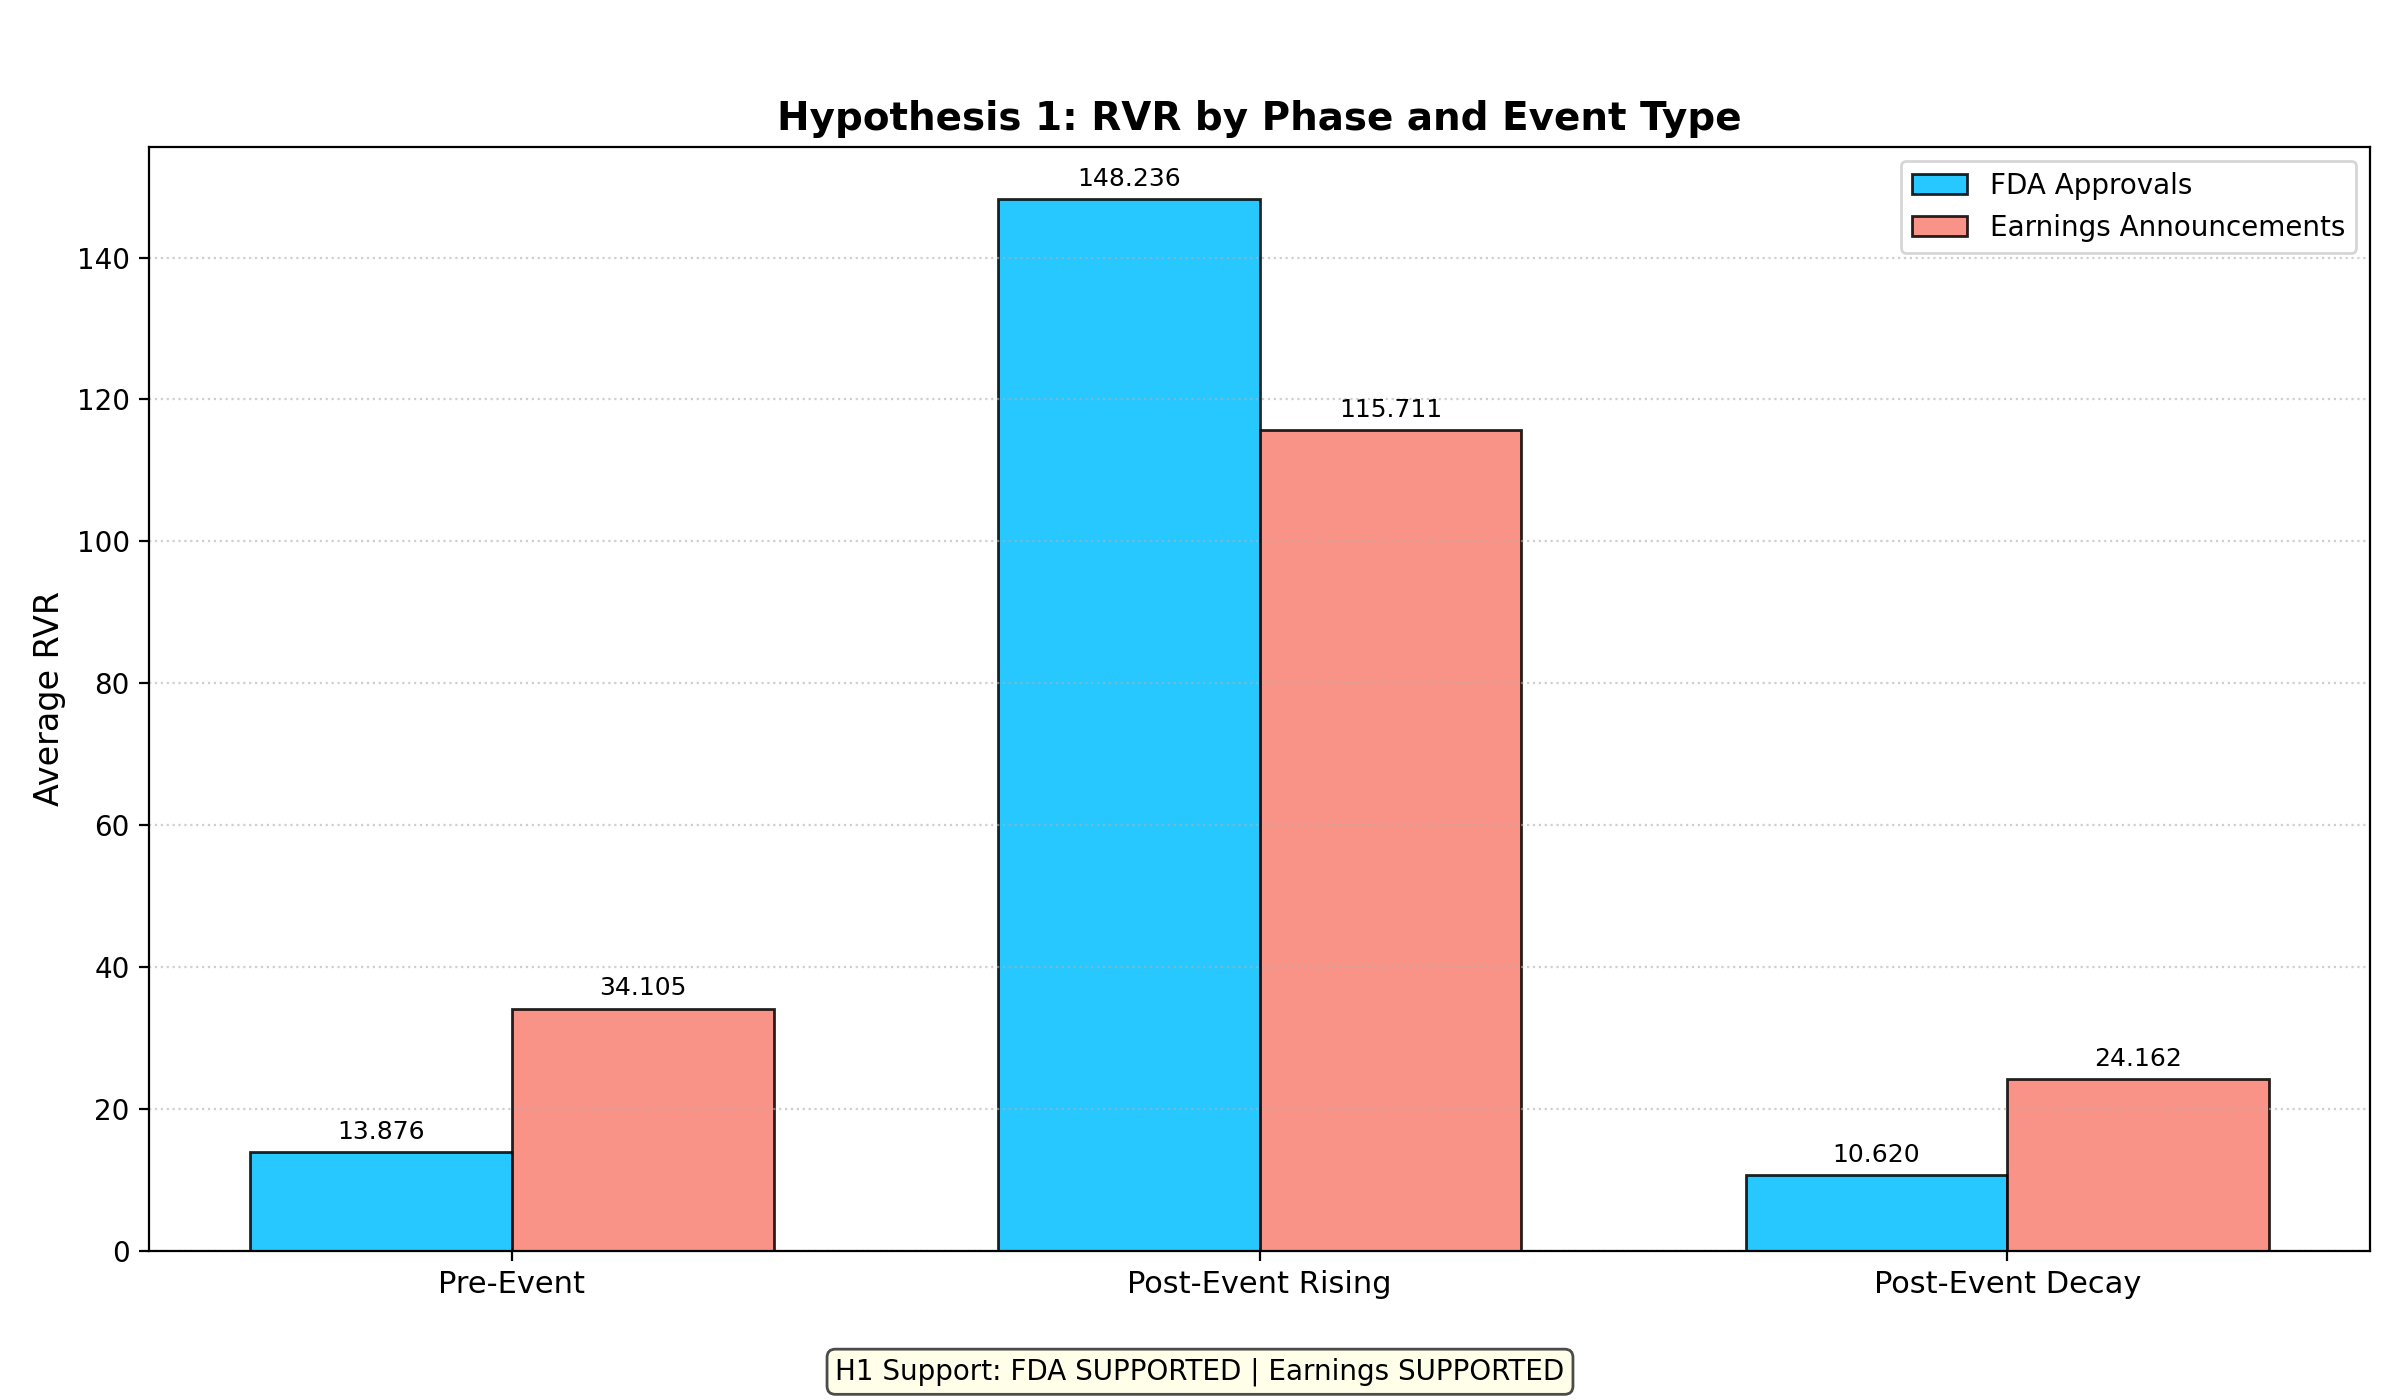 Hypothesis 1: RVR by Phase and Event Type
FDA Approvals
Earnings Announcements
Average RVR
140
120
100
80
60
40
20
0
148.236
115.711
34.105
13.876
24.162
10.620
Pre-Event
Post-Event Rising
Post-Event Decay
H1 Support: FDA SUPPORTED | Earnings SUPPORTED